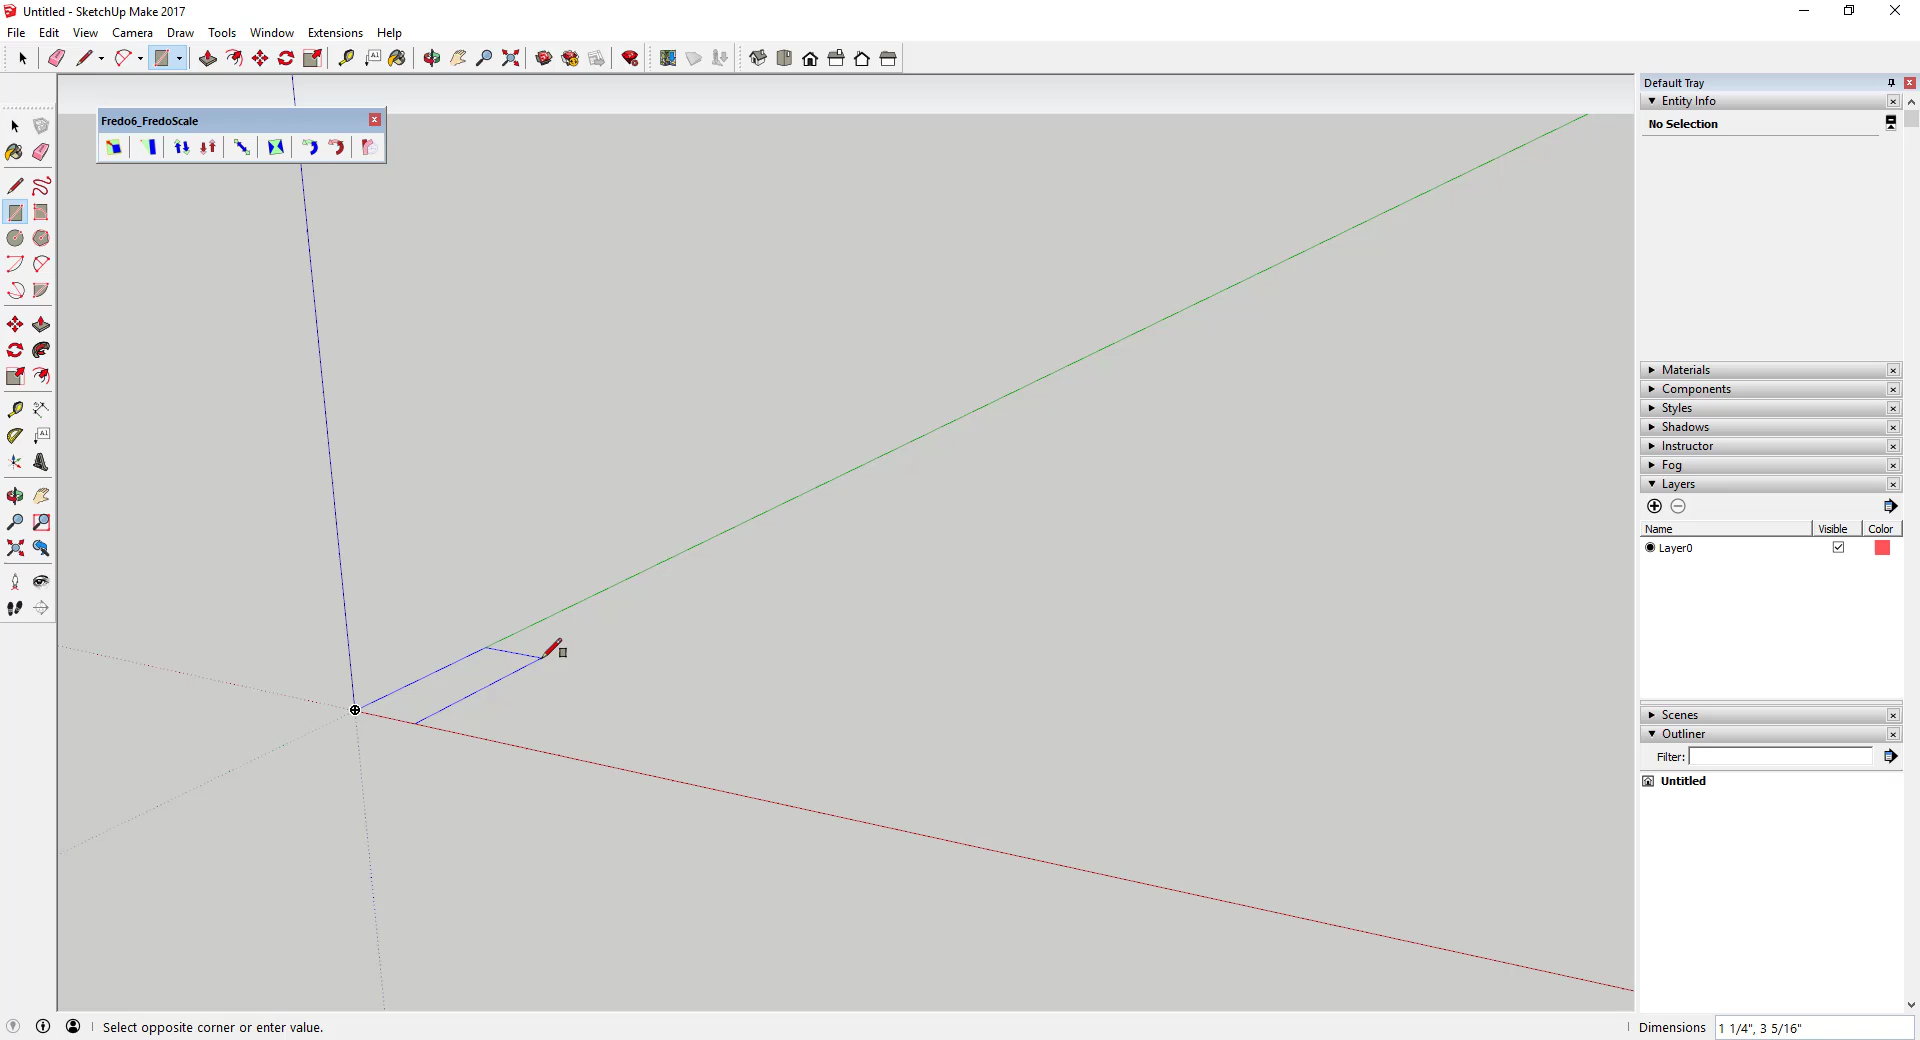 Untitled - SketchUp Make 2017
File Edit View Camera Draw Tools Window Extensions Help
A1
Fredo6_FredoScale
A1
Default Tray
Entity Info
No Selection
Materials
Components
Styles
Shadows
Instructor
Fog
Layers
Name Visible Color
Layer0
Scenes
Outliner
Filter:
Untitled
Select opposite corner or enter value.
Dimensions 1 1/4", 3 5/16"